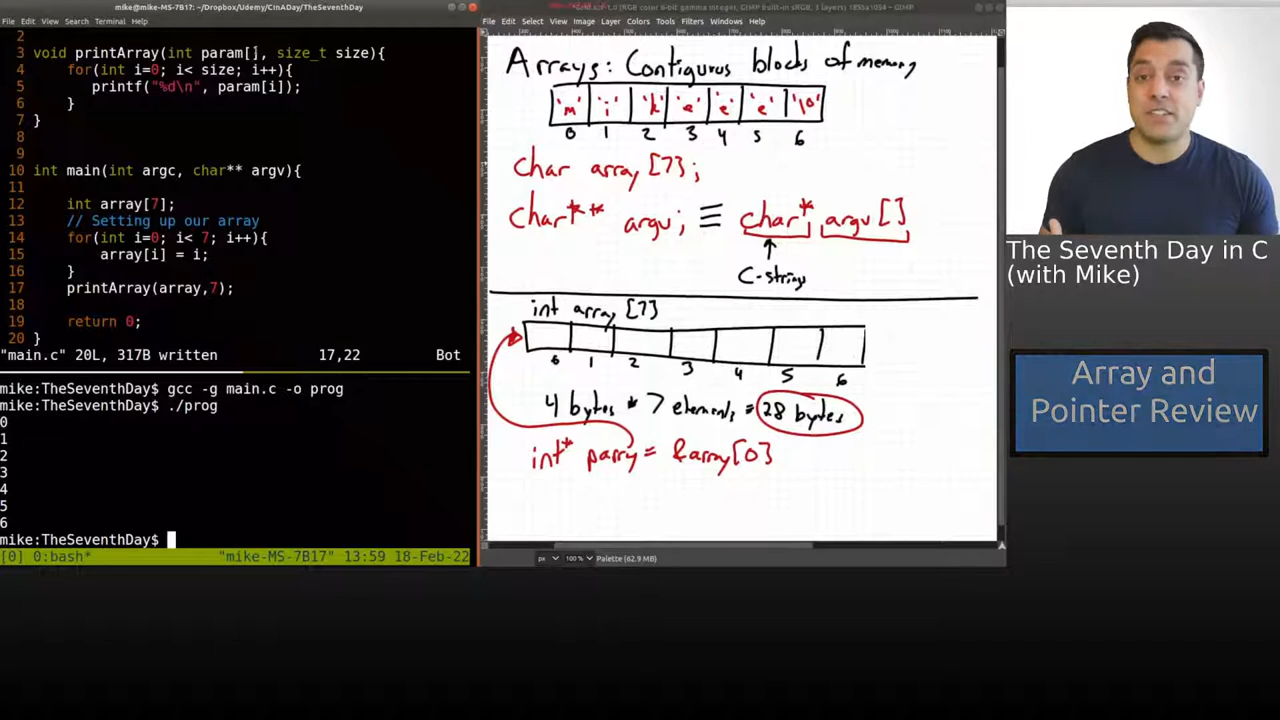 mike@mike-MS-7B17: ~/Dropbox/Udemy/CInADay/TheSeventhDay
File Edit View Search Terminal Help
2
3 void printArray(int param[], size_t size){
4 for(int i=0; i< size; i++){
5 printf("%d\n", param[i]);
6 }
7 }
8
9
10 int main(int argc, char** argv){
11
12 int array[7];
13 // Setting up our array
14 for(int i=0; i< 7; i++){
15 array[i] = i;
16 }
17 printArray(array,7);
18
19 return 0;
20 }
"main.c" 20L, 317B written 17,22 Bot
mike:TheSeventhDay$ gcc -g main.c -o prog
mike:TheSeventhDay$ ./prog
0
1
2
3
4
5
6
mike:TheSeventhDay$
[0] 0:bash* "mike-MS-7B17" 13:59 18-Feb-22
File Edit Select View Image Layer Colors Tools Filters Windows Help
Arrays: Contigurus blocks of memory
'm' 'i' 'k' 'e' 'e' 'e' '\0'
0 1 2 3 4 5 6
char array [7];
char** argv; ≡ char* argv []
C-strings
int array [7]
0 1 2 3 4 5 6
4 bytes * 7 elements = 28 bytes
int* parry = &array[0]
px 100 % Palette (62.9 MB)
The Seventh Day in C
(with Mike)
Array and
Pointer Review